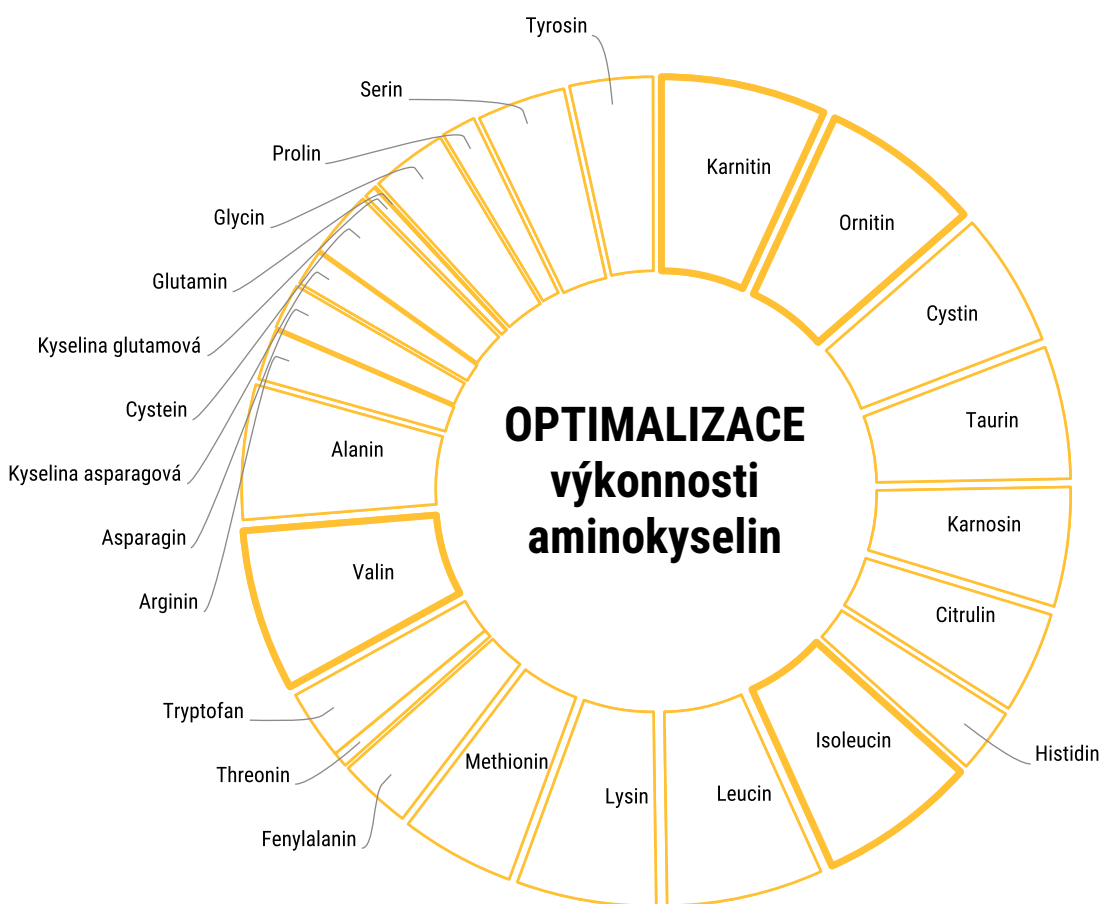 Tyrosin
Serin
Prolin
Glycin
Glutamin
Kyselina glutamová
Cystein
Kyselina asparagová
Asparagin
Arginin
Alanin
Valin
Tryptofan
Threonin
Fenylalanin
Methionin
Lysin
Leucin
Isoleucin
Histidin
Citrulin
Karnosin
Taurin
Cystin
Ornitin
Karnitin
OPTIMALIZACE
výkonnosti
aminokyselin